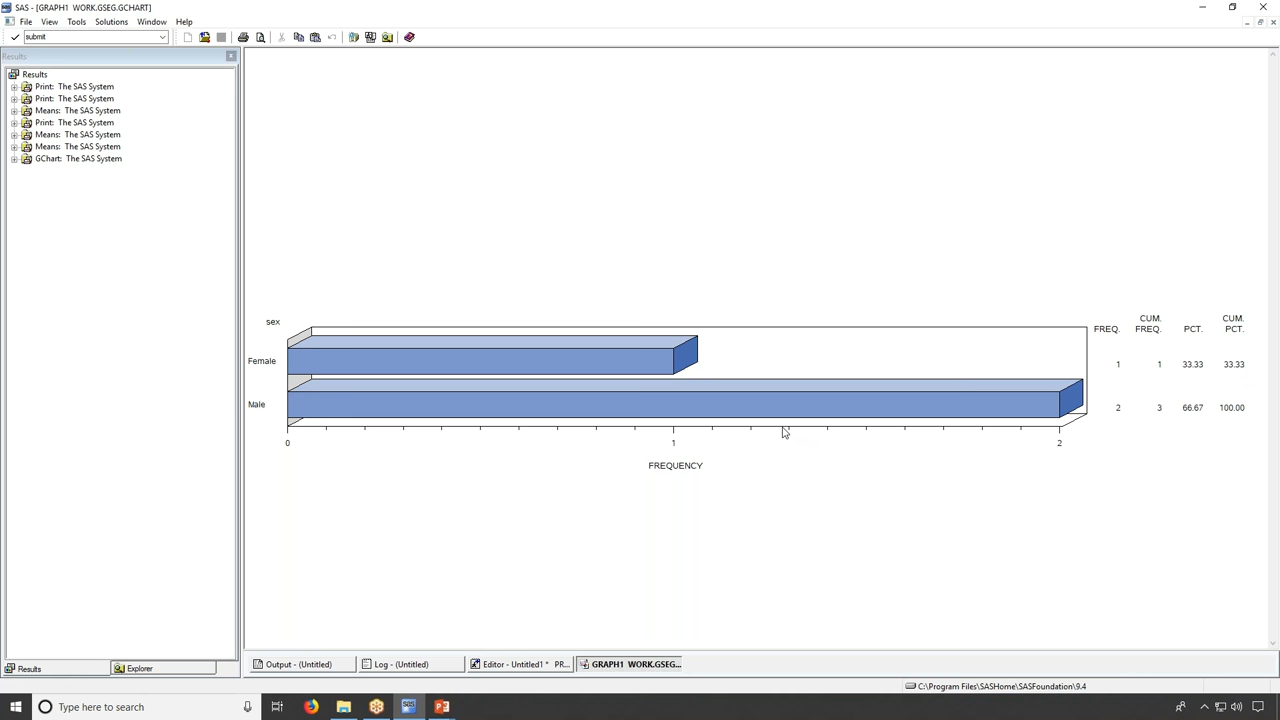 SAS - [GRAPH1 WORK.GSEG.GCHART]
File View Tools Solutions Window Help
submit
Results
Results
Print: The SAS System
Print: The SAS System
Means: The SAS System
Print: The SAS System
Means: The SAS System
Means: The SAS System
GChart: The SAS System
sex
CUM. CUM.
FREQ. FREQ. PCT. PCT.
Female 1 1 33.33 33.33
Male 2 3 66.67 100.00
0 1 2
FREQUENCY
Results Explorer
Output - (Untitled) Log - (Untitled) Editor - Untitled1 * PR... GRAPH1 WORK.GSEG...
C:\Program Files\SASHome\SASFoundation\9.4
Type here to search